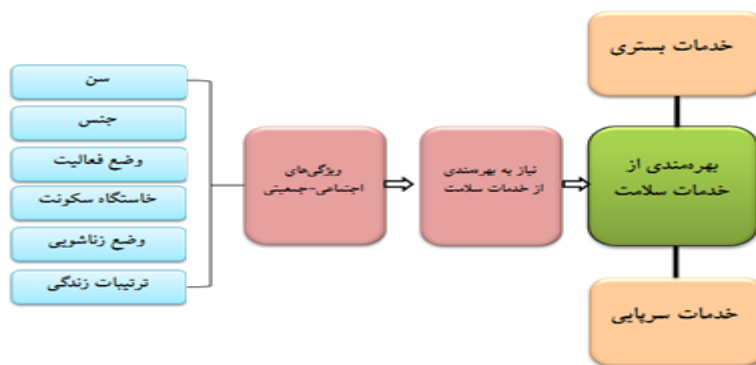 سن
جنس
وضع فعالیت
خاستگاه سکونت
وضع زناشویی
ترتیبات زندگی
ویژگی‌های
اجتماعی-جمعیتی
نیاز به بهره‌مندی
از خدمات سلامت
خدمات بستری
بهره‌مندی از
خدمات سلامت
خدمات سرپایی